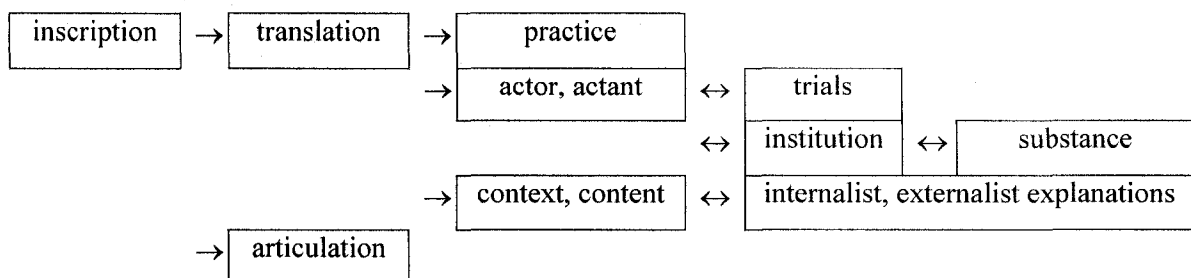 inscription → translation → practice
→ actor, actant ↔ trials
↔ institution ↔ substance
→ context, content ↔ internalist, externalist explanations
→ articulation